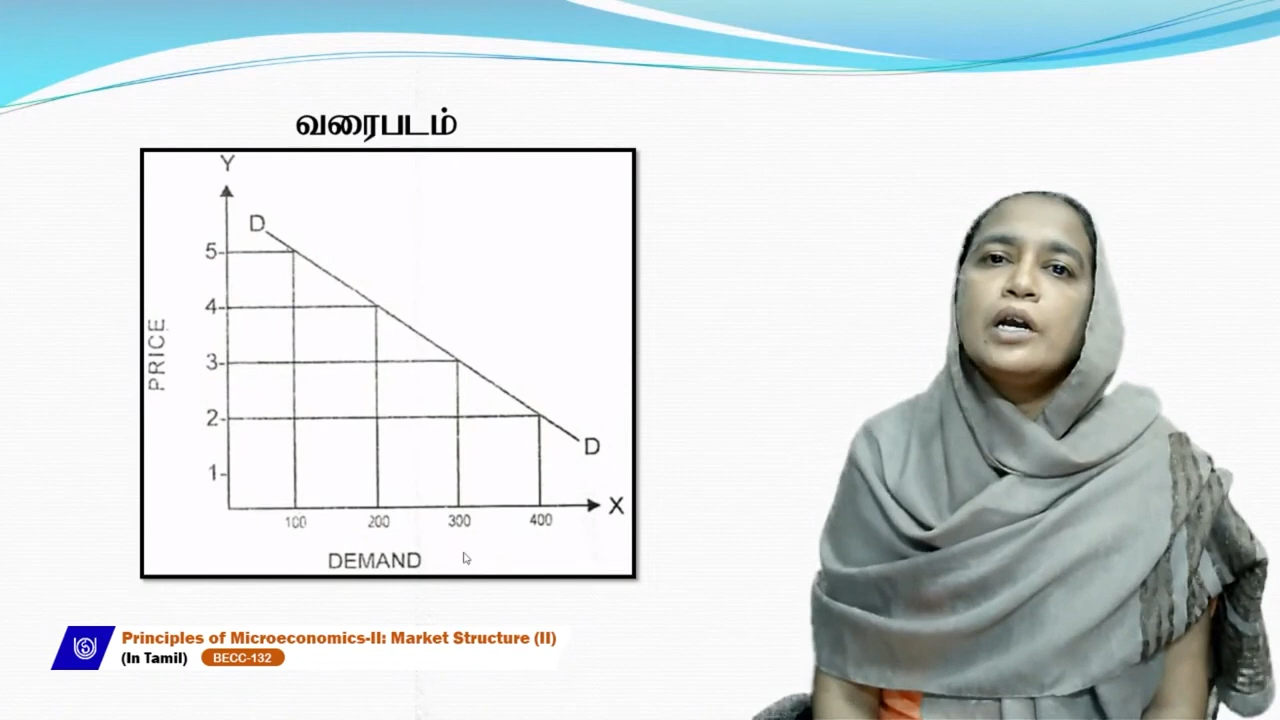 வரைபடம்
Y
D
5
4
PRICE
3
2
D
1
X
100 200 300 400
DEMAND
Principles of Microeconomics-II: Market Structure (II)
(In Tamil) BECC-132